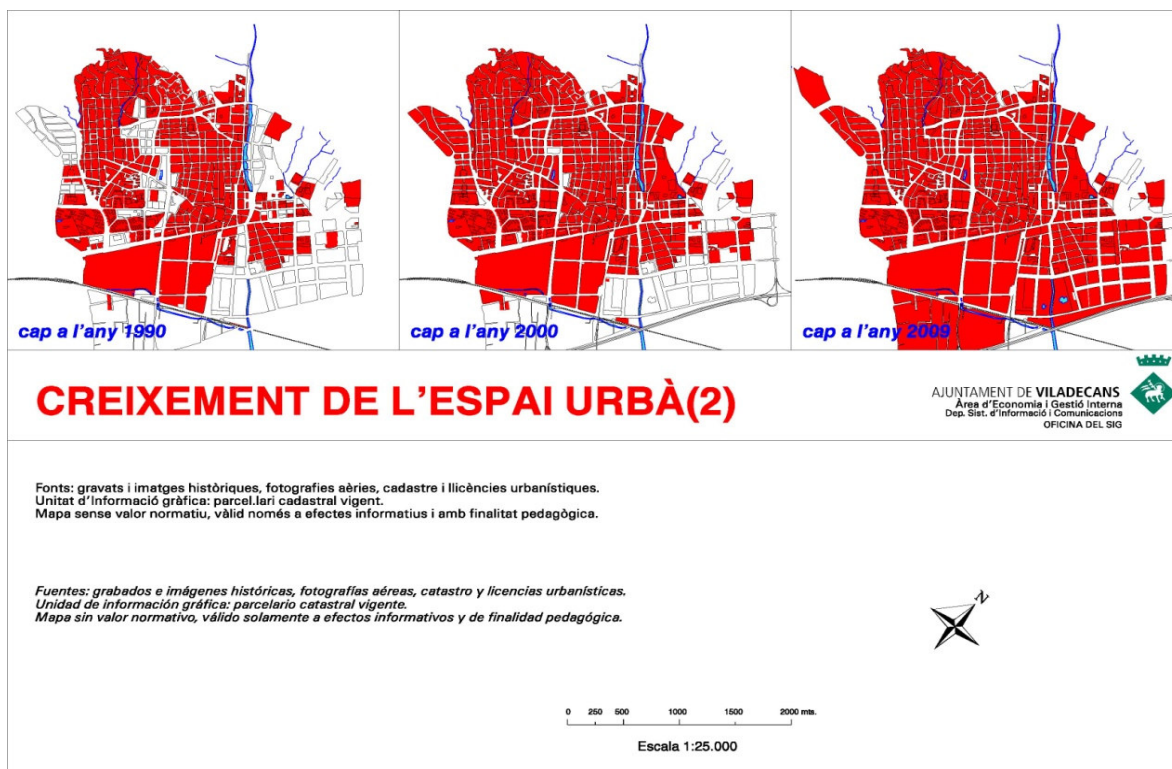 cap a l'any 1990
cap a l'any 2000
cap a l'any 2009
CREIXEMENT DE L'ESPAI URBÀ(2)
AJUNTAMENT DE VILADECANS
Àrea d'Economia i Gestió Interna
Dep. Sist. d'Informació i Comunicacions
OFICINA DEL SIG
Fonts: gravats i imatges històriques, fotografies aèries, cadastre i llicències urbanístiques.
Unitat d'Informació gràfica: parcel.lari cadastral vigent.
Mapa sense valor normatiu, vàlid només a efectes informatius i amb finalitat pedagògica.
Fuentes: grabados e imágenes históricas, fotografías aéreas, catastro y licencias urbanísticas.
Unidad de información gráfica: parcelario catastral vigente.
Mapa sin valor normativo, válido solamente a efectos informativos y de finalidad pedagógica.
N
0 250 500 1000 1500 2000 mts.
Escala 1:25.000